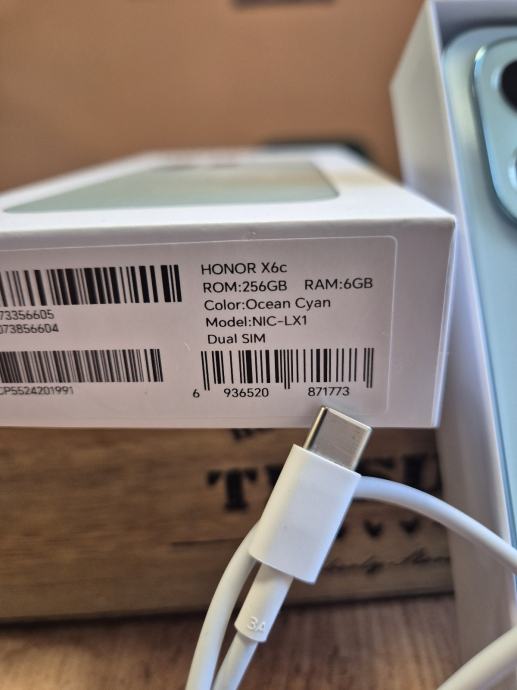 HONOR X6c
ROM:256GB RAM:6GB
Color:Ocean Cyan
Model:NIC-LX1
Dual SIM
6 936520 871773
73356605
073856604
CP5524201991
3A